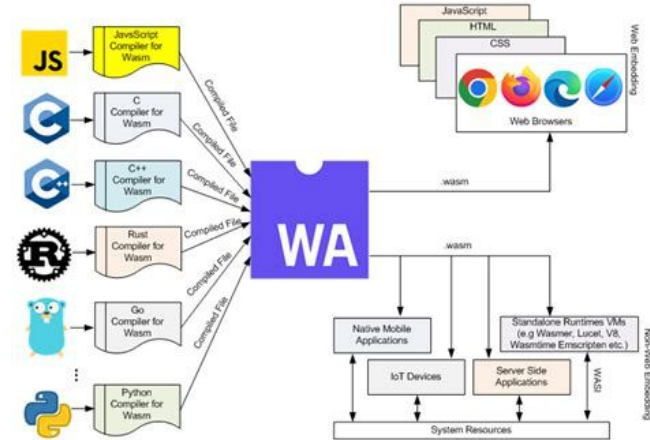 JS
JavsScript
Compiler for
Wasm
Compiled File
C
C
Compiler for
Wasm
Compiled File
C++
C++
Compiler for
Wasm
Compiled File
R
Rust
Compiler for
Wasm
Compiled File
Go
Compiler for
Wasm
Compiled File
⋮
Python
Compiler for
Wasm
Compiled File
WA
JavaScript
HTML
CSS
Web Browsers
Web Embedding
.wasm
.wasm
Native Mobile
Applications
IoT Devices
Server Side
Applications
Standalone Runtimes VMs
(e.g Wasmer, Lucet, V8,
Wasmtime Emscripten etc.)
WASI
System Resources
Non-Web Embedding